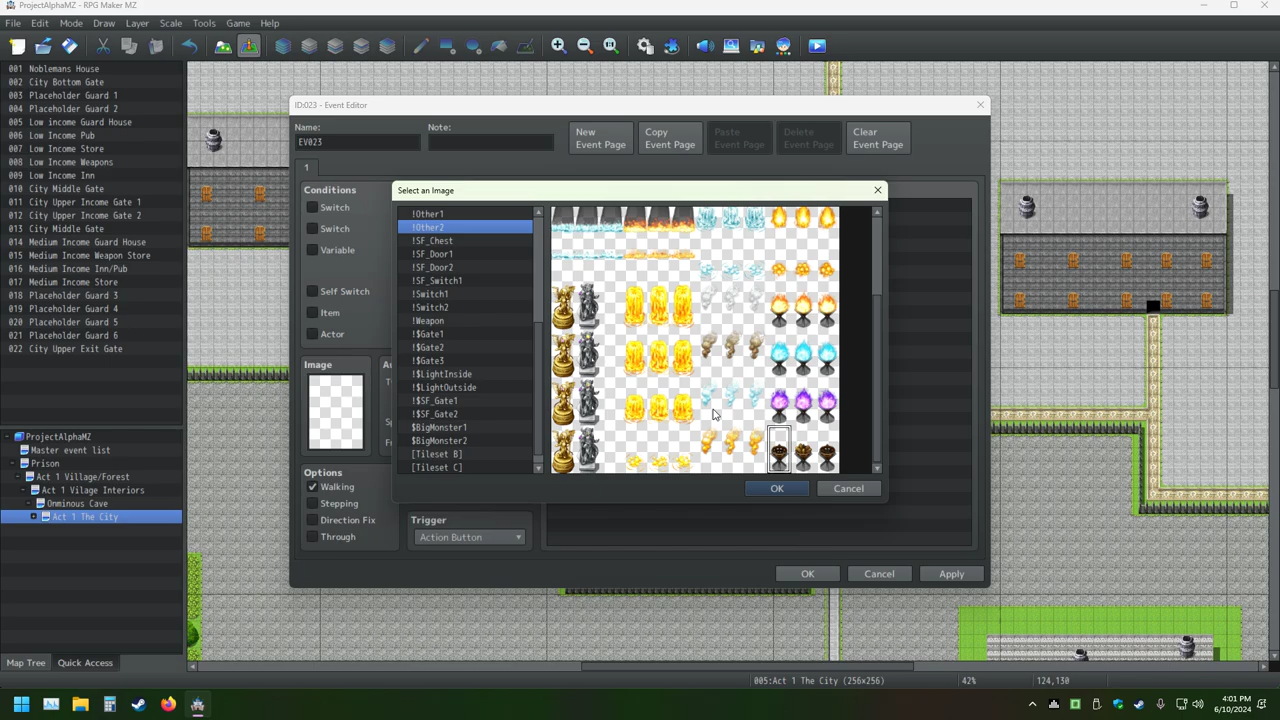 ProjectAlphaMZ - RPG Maker MZ
File Edit Mode Draw Layer Scale Tools Game Help
001 Noblemans House
002 City Bottom Gate
003 Placeholder Guard 1
004 Placeholder Guard 2
005 Low income Guard House
006 Low Income Pub
007 Low Income Store
008 Low Income Weapons
009 Low Income Inn
010 City Middle Gate
011 City Upper Income Gate 1
012 City Upper Income Gate 2
013 City Middle Gate
014 Medium Income Guard House
015 Medium Income Weapon Store
016 Medium Income Inn/Pub
017 Medium Income Store
018 Placeholder Guard 3
019 Placeholder Guard 4
020 Placeholder Guard 5
021 Placeholder Guard 6
022 City Upper Exit Gate
ProjectAlphaMZ
Master event list
Prison
Act 1 Village/Forest
Act 1 Vilage Interiors
Onminous Cave
Act 1 The City
Map Tree Quick Access
ID:023 - Event Editor
Name:
EV023
Note:
New
Event Page
Copy
Event Page
Paste
Event Page
Delete
Event Page
Clear
Event Page
1
Conditions
Switch
Switch
Variable
Self Switch
Item
Actor
Image
Options
Walking
Stepping
Direction Fix
Through
Trigger
Action Button
OK Cancel Apply
Select an Image
!Other1
!Other2
!SF_Chest
!SF_Door1
!SF_Door2
!SF_Switch1
!Switch1
!Switch2
!Weapon
!$Gate1
!$Gate2
!$Gate3
!$LightInside
!$LightOutside
!$SF_Gate1
!$SF_Gate2
$BigMonster1
$BigMonster2
[Tileset B]
[Tileset C]
OK Cancel
005:Act 1 The City (256x256) 42% 124,130
4:01 PM
6/10/2024